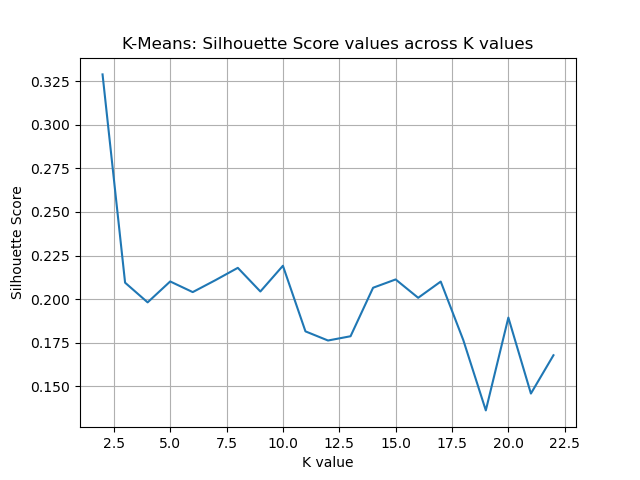 K-Means: Silhouette Score values across K values
Silhouette Score
0.325
0.300
0.275
0.250
0.225
0.200
0.175
0.150
2.5 5.0 7.5 10.0 12.5 15.0 17.5 20.0 22.5
K value